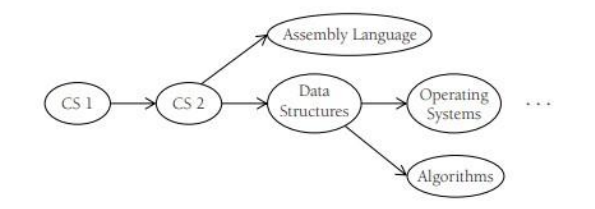 Assembly Language
CS 1
CS 2
Data
Structures
Operating
Systems
. . .
Algorithms